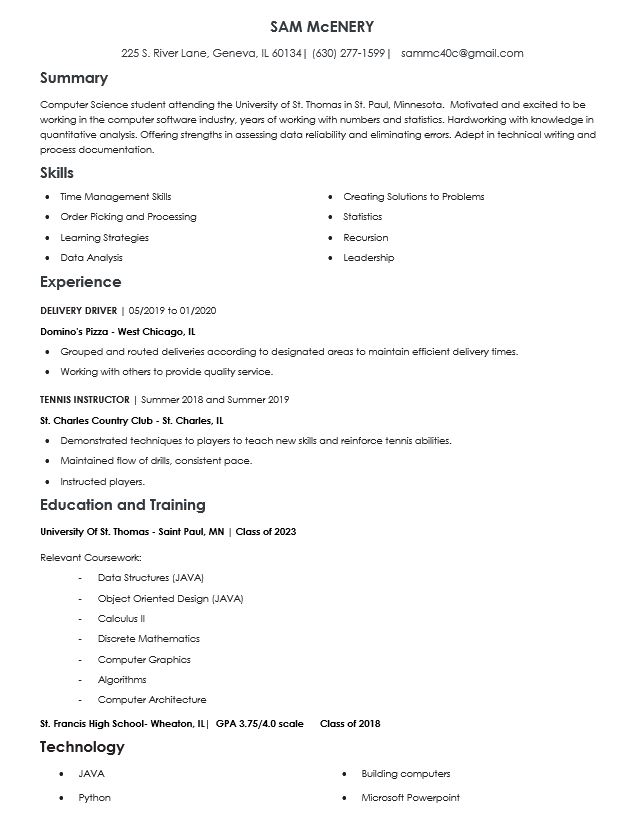 SAM McENERY
225 S. River Lane, Geneva, IL 60134| (630) 277-1599| sammc40c@gmail.com
Summary
Computer Science student attending the University of St. Thomas in St. Paul, Minnesota. Motivated and excited to be
working in the computer software industry, years of working with numbers and statistics. Hardworking with knowledge in
quantitative analysis. Offering strengths in assessing data reliability and eliminating errors. Adept in technical writing and
process documentation.
Skills
• Time Management Skills
• Order Picking and Processing
• Learning Strategies
• Data Analysis
• Creating Solutions to Problems
• Statistics
• Recursion
• Leadership
Experience
DELIVERY DRIVER | 05/2019 to 01/2020
Domino's Pizza - West Chicago, IL
• Grouped and routed deliveries according to designated areas to maintain efficient delivery times.
• Working with others to provide quality service.
TENNIS INSTRUCTOR | Summer 2018 and Summer 2019
St. Charles Country Club - St. Charles, IL
• Demonstrated techniques to players to teach new skills and reinforce tennis abilities.
• Maintained flow of drills, consistent pace.
• Instructed players.
Education and Training
University Of St. Thomas - Saint Paul, MN | Class of 2023
Relevant Coursework:
- Data Structures (JAVA)
- Object Oriented Design (JAVA)
- Calculus II
- Discrete Mathematics
- Computer Graphics
- Algorithms
- Computer Architecture
St. Francis High School- Wheaton, IL| GPA 3.75/4.0 scale Class of 2018
Technology
• JAVA
• Python
• Building computers
• Microsoft Powerpoint